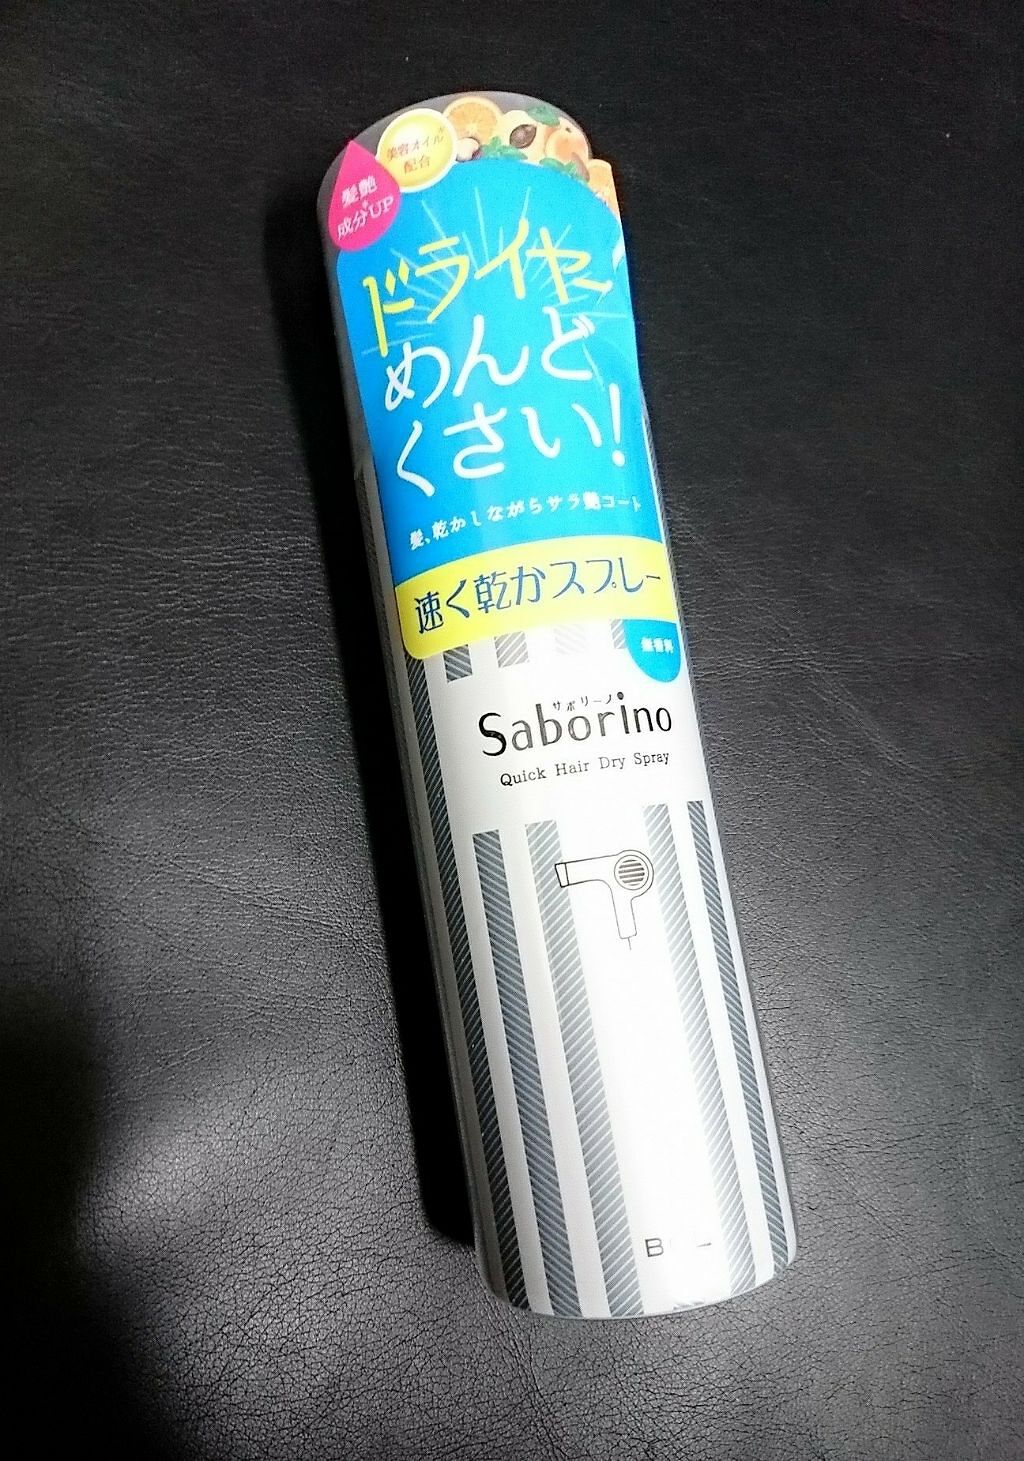 美容オイル*
配合
髪艶
成分UP
ドライヤー
めんど
くさい!
髪、乾かしながらサラ艶コート
速く乾かスプレー
無香料
サボリーノ
Saborino
Quick Hair Dry Spray